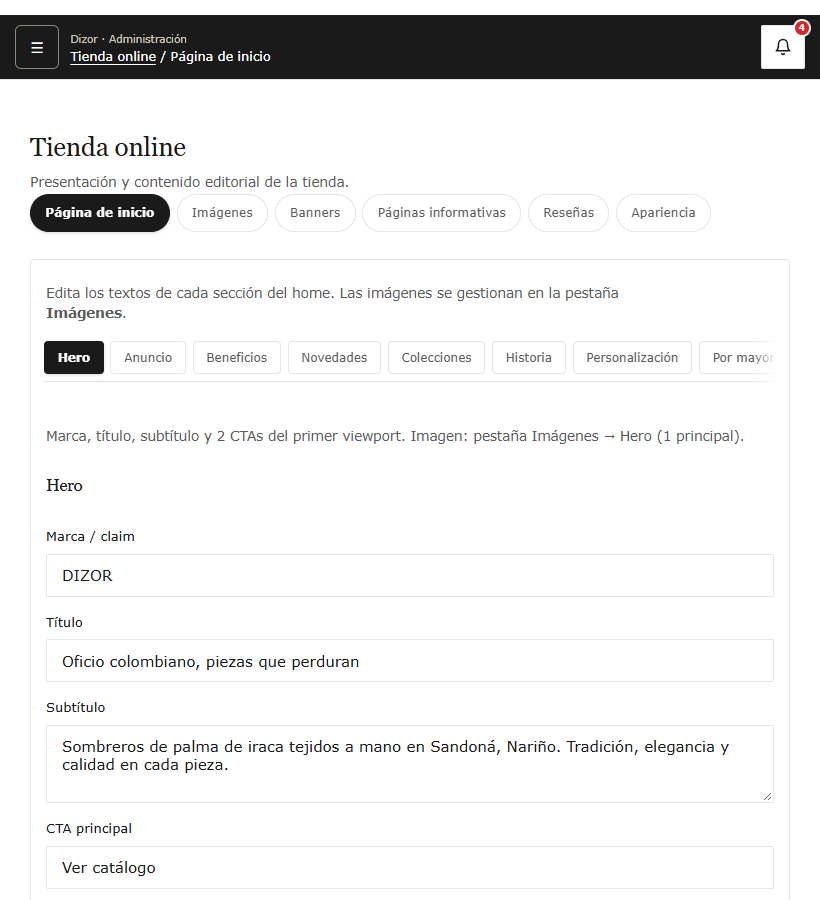 Dizor · Administración
Tienda online / Página de inicio
4
Tienda online
Presentación y contenido editorial de la tienda.
Página de inicio Imágenes Banners Páginas informativas Reseñas Apariencia
Edita los textos de cada sección del home. Las imágenes se gestionan en la pestaña
Imágenes.
Hero Anuncio Beneficios Novedades Colecciones Historia Personalización Por mayor
Marca, título, subtítulo y 2 CTAs del primer viewport. Imagen: pestaña Imágenes → Hero (1 principal).
Hero
Marca / claim
DIZOR
Título
Oficio colombiano, piezas que perduran
Subtítulo
Sombreros de palma de iraca tejidos a mano en Sandoná, Nariño. Tradición, elegancia y
calidad en cada pieza.
CTA principal
Ver catálogo